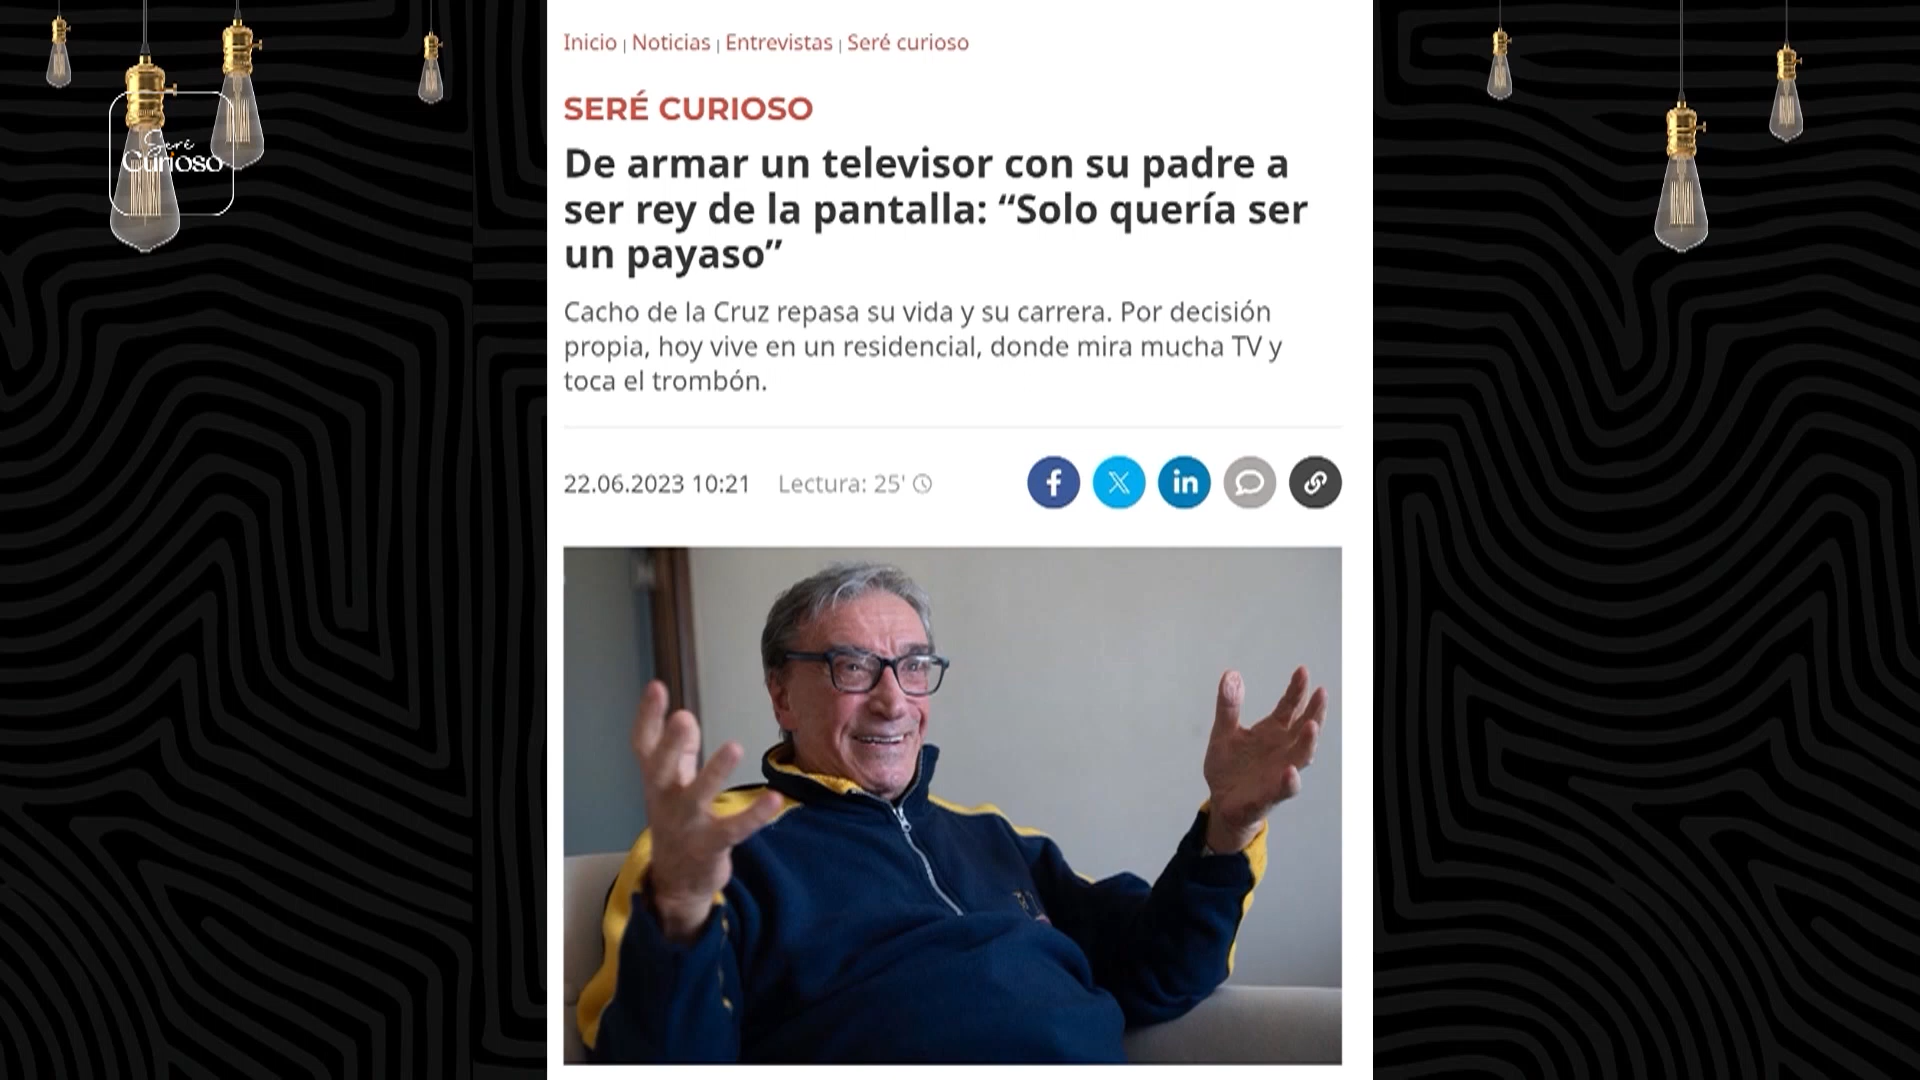 Inicio | Noticias | Entrevistas | Seré curioso
SERÉ CURIOSO
Seré
Curioso
De armar un televisor con su padre a
ser rey de la pantalla: “Solo quería ser
un payaso”
Cacho de la Cruz repasa su vida y su carrera. Por decisión
propia, hoy vive en un residencial, donde mira mucha TV y
toca el trombón.
22.06.2023 10:21 Lectura: 25'